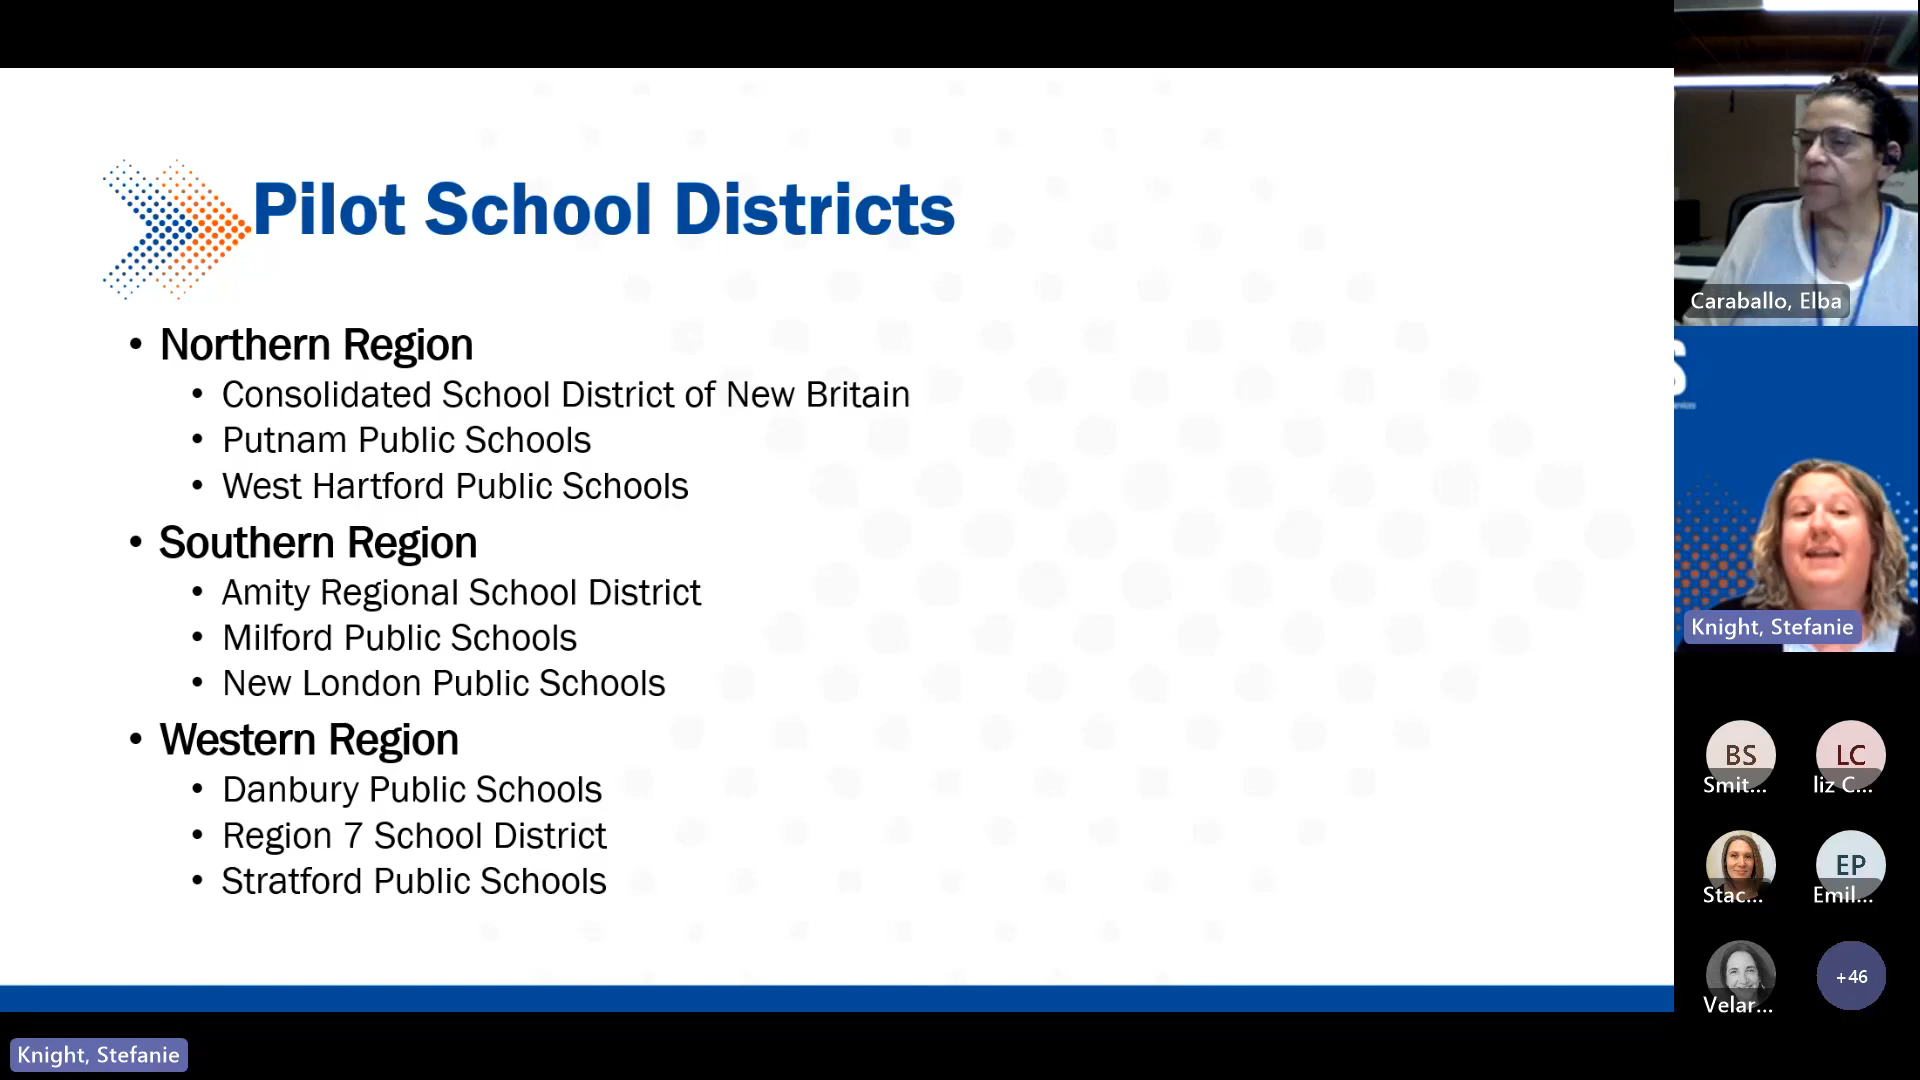 Pilot School Districts
• Northern Region
• Consolidated School District of New Britain
• Putnam Public Schools
• West Hartford Public Schools
• Southern Region
• Amity Regional School District
• Milford Public Schools
• New London Public Schools
• Western Region
• Danbury Public Schools
• Region 7 School District
• Stratford Public Schools
Caraballo, Elba
S
Knight, Stefanie
BS
Smit...
LC
liz C...
Stac...
EP
Emil...
Velar...
+46
Knight, Stefanie